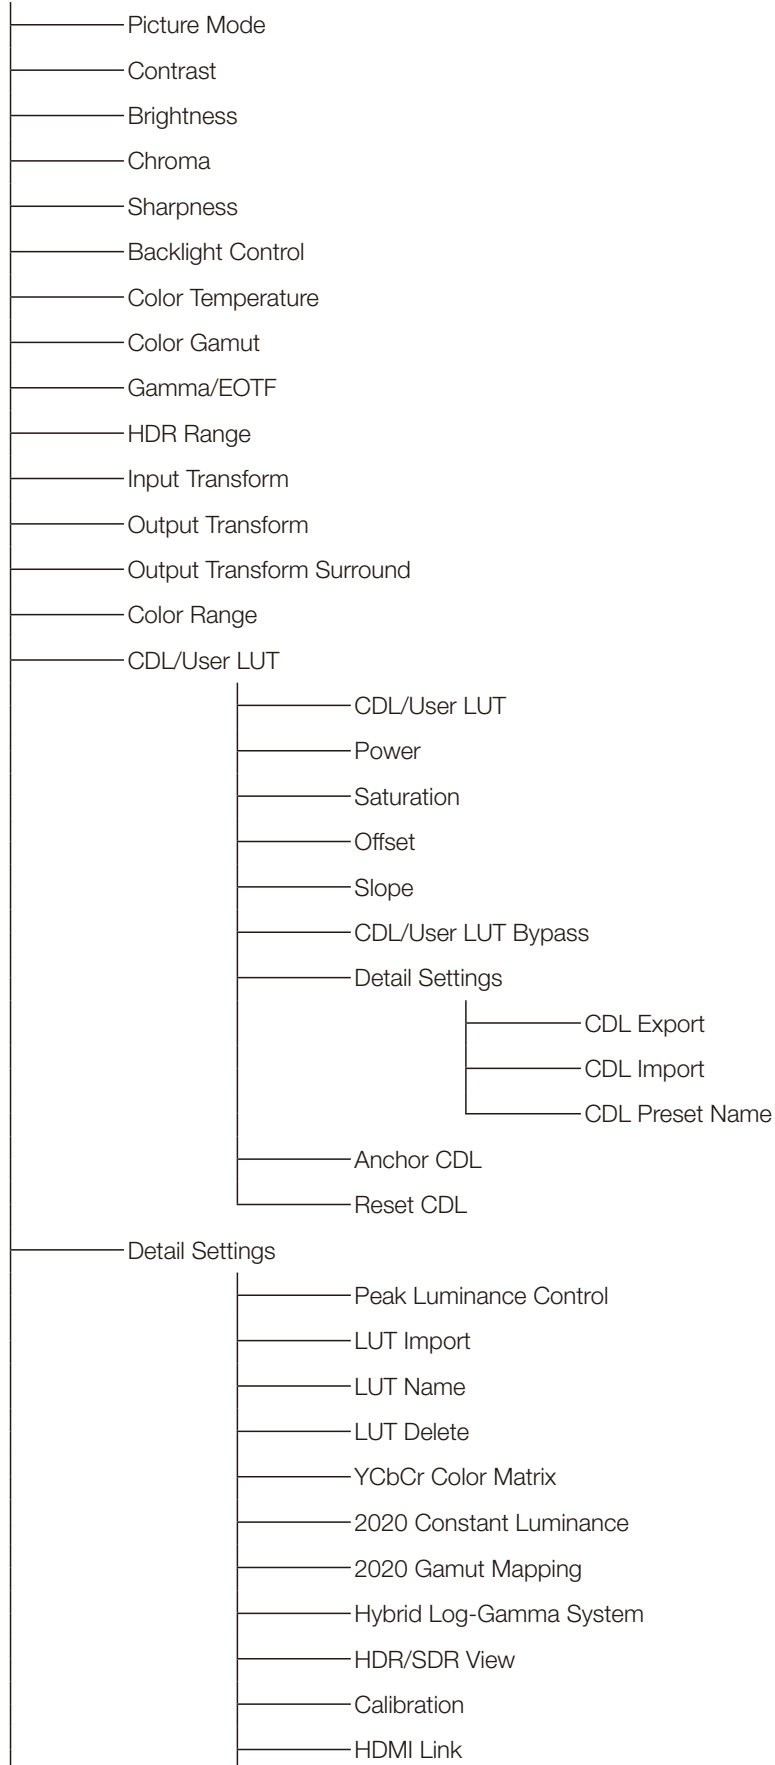 Picture Mode
Contrast
Brightness
Chroma
Sharpness
Backlight Control
Color Temperature
Color Gamut
Gamma/EOTF
HDR Range
Input Transform
Output Transform
Output Transform Surround
Color Range
CDL/User LUT
CDL/User LUT
Power
Saturation
Offset
Slope
CDL/User LUT Bypass
Detail Settings
CDL Export
CDL Import
CDL Preset Name
Anchor CDL
Reset CDL
Detail Settings
Peak Luminance Control
LUT Import
LUT Name
LUT Delete
YCbCr Color Matrix
2020 Constant Luminance
2020 Gamut Mapping
Hybrid Log-Gamma System
HDR/SDR View
Calibration
HDMI Link